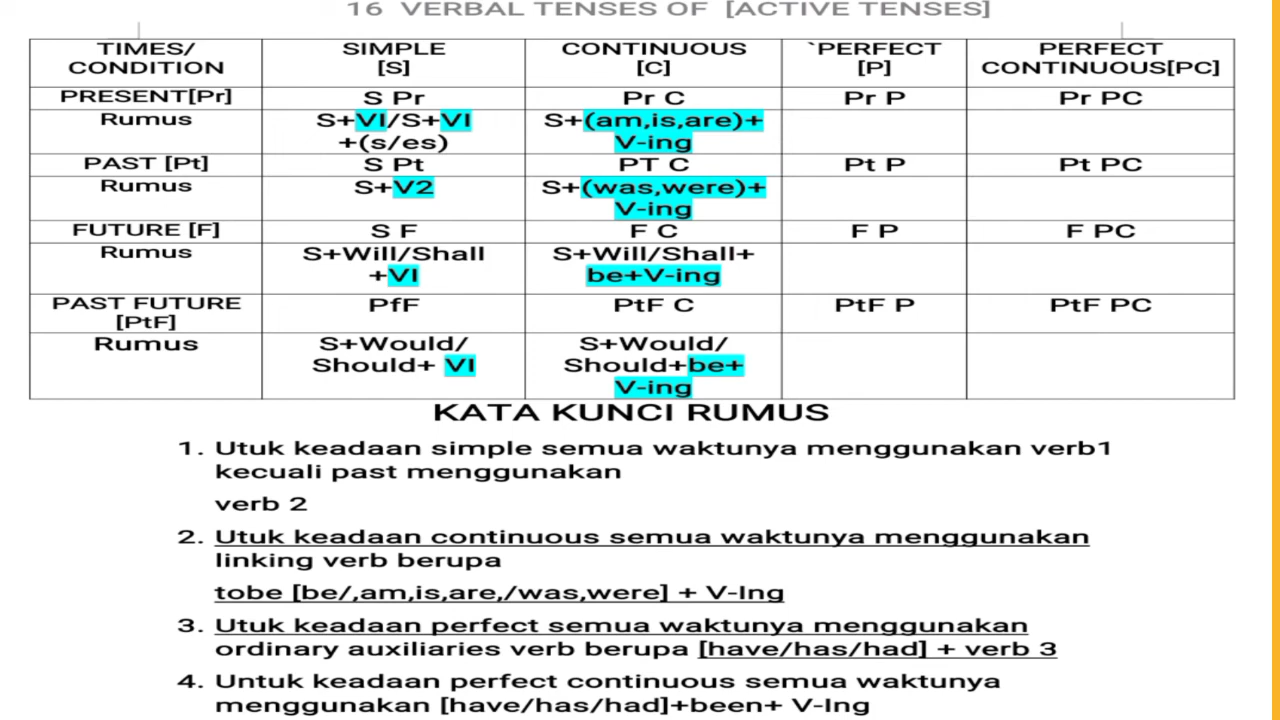 16 VERBAL TENSES OF [ACTIVE TENSES]
TIMES/ CONDITION SIMPLE [S] CONTINUOUS [C] `PERFECT [P] PERFECT CONTINUOUS[PC]
PRESENT[Pr] S Pr Pr C Pr P Pr PC
Rumus S+VI/S+VI +(s/es) S+(am,is,are)+ V-ing
PAST [Pt] S Pt PT C Pt P Pt PC
Rumus S+V2 S+(was,were)+ V-ing
FUTURE [F] S F F C F P F PC
Rumus S+Will/Shall +VI S+Will/Shall+ be+V-ing
PAST FUTURE [PtF] PfF PtF C PtF P PtF PC
Rumus S+Would/ Should+ VI S+Would/ Should+be+ V-ing
KATA KUNCI RUMUS
1. Utuk keadaan simple semua waktunya menggunakan verb1
kecuali past menggunakan
verb 2
2. Utuk keadaan continuous semua waktunya menggunakan
linking verb berupa
tobe [be/,am,is,are,/was,were] + V-Ing
3. Utuk keadaan perfect semua waktunya menggunakan
ordinary auxiliaries verb berupa [have/has/had] + verb 3
4. Untuk keadaan perfect continuous semua waktunya
menggunakan [have/has/had]+been+ V-Ing